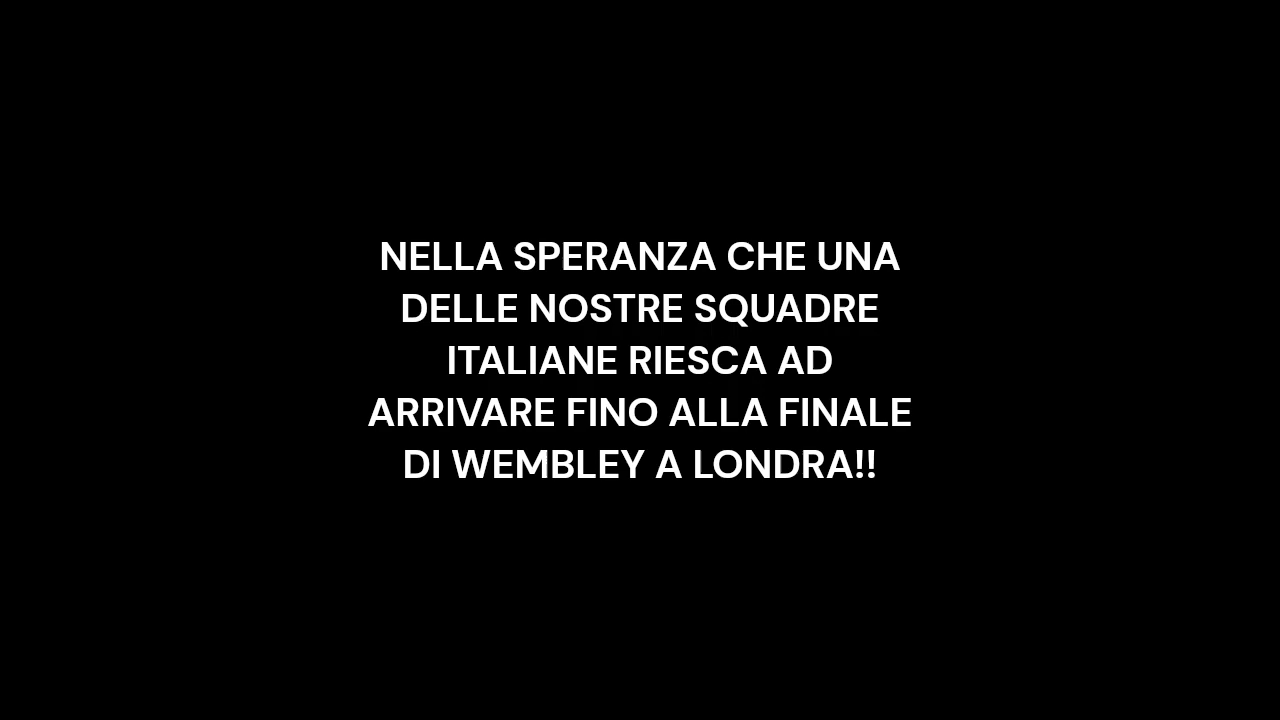 NELLA SPERANZA CHE UNA
DELLE NOSTRE SQUADRE
ITALIANE RIESCA AD
ARRIVARE FINO ALLA FINALE
DI WEMBLEY A LONDRA!!